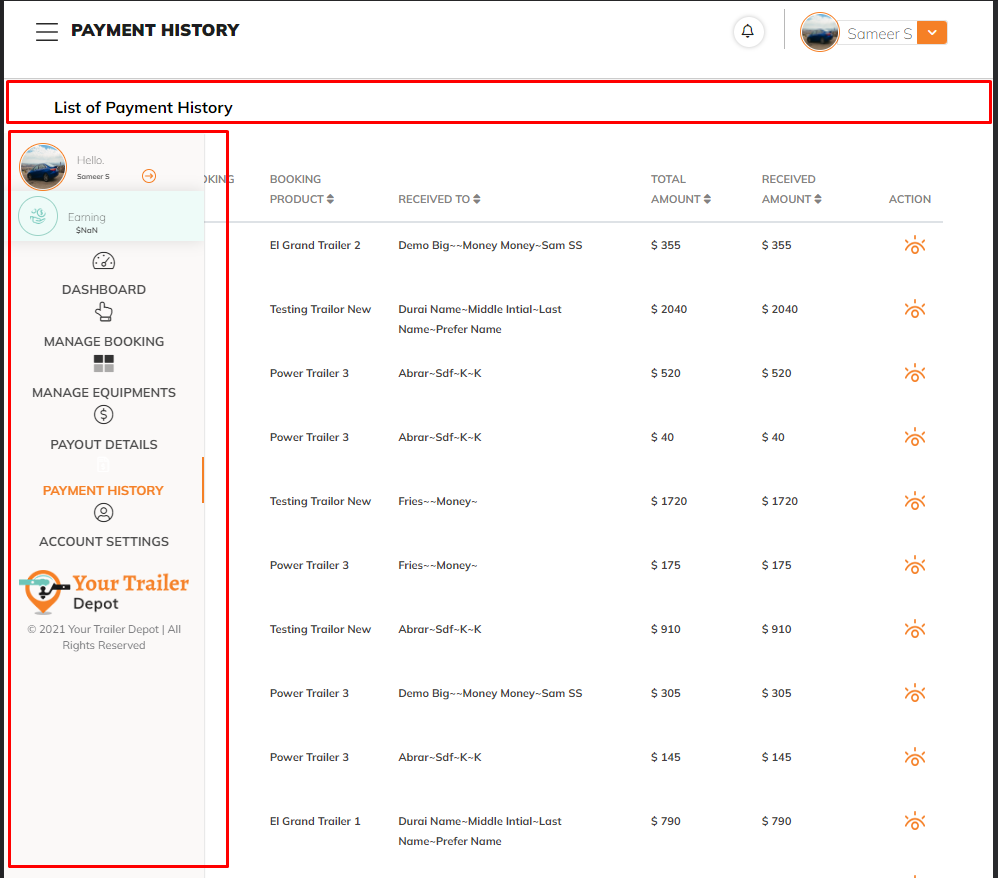 PAYMENT HISTORY
Sameer S
List of Payment History
Hello.
Sameer S
Earning
$NaN
DASHBOARD
MANAGE BOOKING
MANAGE EQUIPMENTS
PAYOUT DETAILS
PAYMENT HISTORY
ACCOUNT SETTINGS
Your Trailer
Depot
© 2021 Your Trailer Depot | All
Rights Reserved
BOOKING TOTAL RECEIVED
PRODUCT RECEIVED TO AMOUNT AMOUNT ACTION
El Grand Trailer 2 Demo Big~~Money Money~Sam SS $ 355 $ 355
Testing Trailor New Durai Name~Middle Intial~Last $ 2040 $ 2040
Name~Prefer Name
Power Trailer 3 Abrar~Sdf~K~K $ 520 $ 520
Power Trailer 3 Abrar~Sdf~K~K $ 40 $ 40
Testing Trailor New Fries~~Money~ $ 1720 $ 1720
Power Trailer 3 Fries~~Money~ $ 175 $ 175
Testing Trailor New Abrar~Sdf~K~K $ 910 $ 910
Power Trailer 3 Demo Big~~Money Money~Sam SS $ 305 $ 305
Power Trailer 3 Abrar~Sdf~K~K $ 145 $ 145
El Grand Trailer 1 Durai Name~Middle Intial~Last $ 790 $ 790
Name~Prefer Name